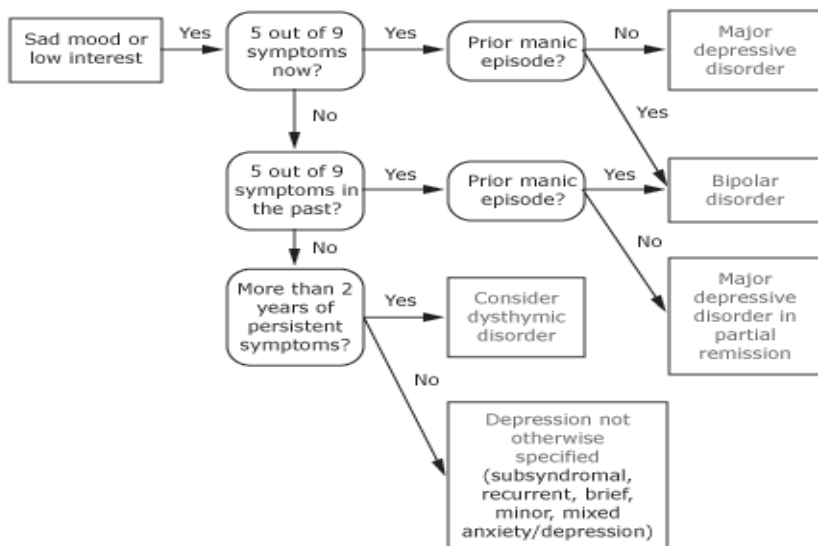 Sad mood or
low interest
Yes
5 out of 9
symptoms
now?
Yes
Prior manic
episode?
No
Major
depressive
disorder
Yes
No
5 out of 9
symptoms in
the past?
Yes
Prior manic
episode?
Yes
Bipolar
disorder
No
No
More than 2
years of
persistent
symptoms?
Yes
Consider
dysthymic
disorder
Major
depressive
disorder in
partial
remission
No
Depression not
otherwise
specified
(subsyndromal,
recurrent, brief,
minor, mixed
anxiety/depression)